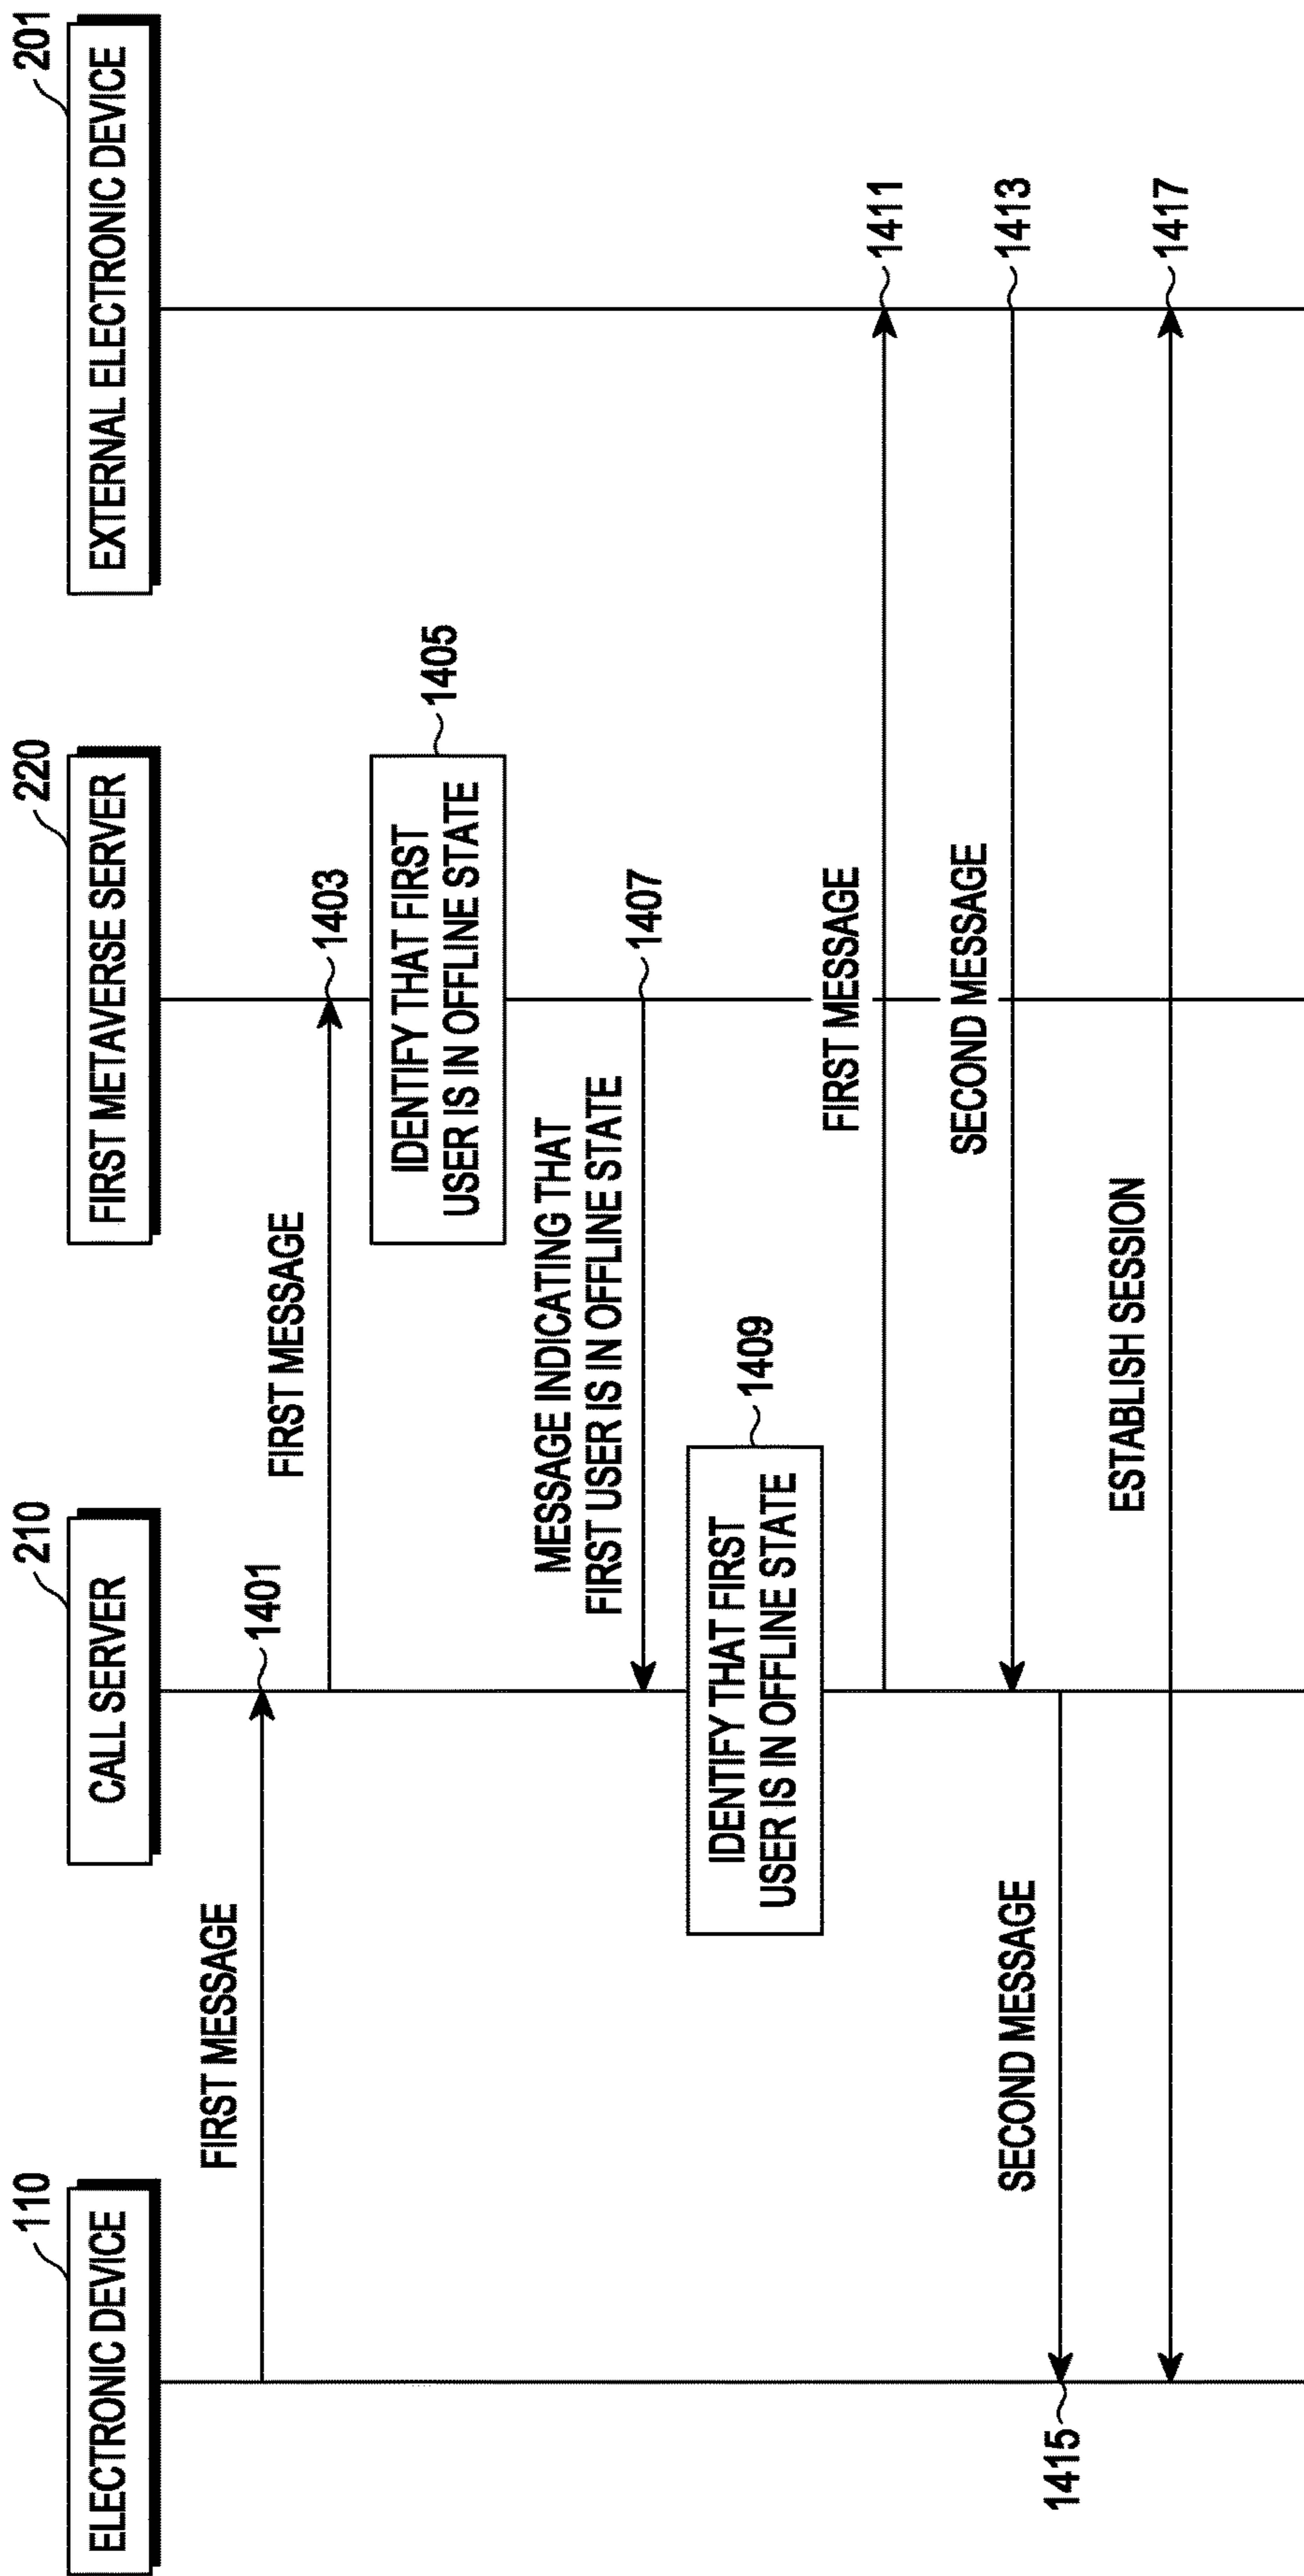 110
ELECTRONIC DEVICE
210
CALL SERVER
220
FIRST METAVERSE SERVER
201
EXTERNAL ELECTRONIC DEVICE
FIRST MESSAGE
1401
FIRST MESSAGE
1403
IDENTIFY THAT FIRST
USER IS IN OFFLINE STATE
1405
MESSAGE INDICATING THAT
FIRST USER IS IN OFFLINE STATE
1407
IDENTIFY THAT FIRST
USER IS IN OFFLINE STATE
1409
FIRST MESSAGE
1411
SECOND MESSAGE
1413
SECOND MESSAGE
1415
ESTABLISH SESSION
1417